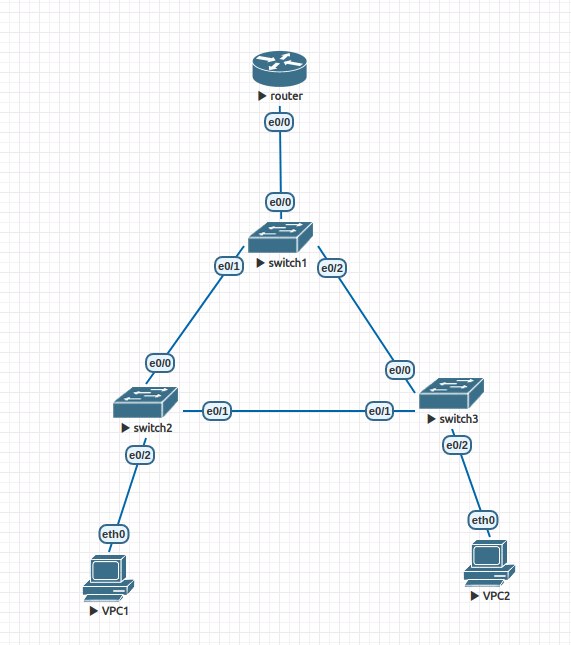 router
e0/0
e0/0
switch1
e0/1
e0/2
e0/0
e0/0
switch2
e0/1
e0/1
switch3
e0/2
e0/2
eth0
eth0
VPC1
VPC2